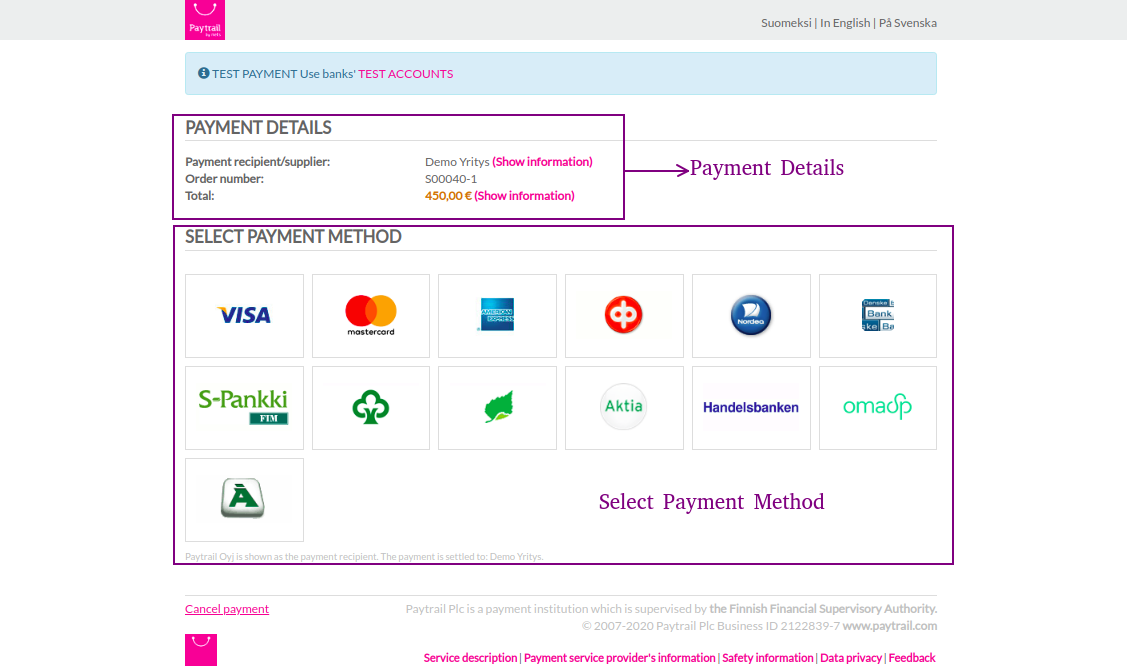 Paytrail
Suomeksi | In English | På Svenska
TEST PAYMENT Use banks' TEST ACCOUNTS
PAYMENT DETAILS
Payment recipient/supplier: Demo Yritys (Show information)
Order number: S00040-1
Total: 450,00 € (Show information)
Payment Details
SELECT PAYMENT METHOD
VISA
mastercard
AMERICAN
EXPRESS
Nordea
Danske B
Bank
ske Ba
S-Pankki
FIM
Aktia
Handelsbanken
omasp
Å
Select Payment Method
Paytrail Oyj is shown as the payment recipient. The payment is settled to: Demo Yritys.
Cancel payment
Paytrail Plc is a payment institution which is supervised by the Finnish Financial Supervisory Authority.
© 2007-2020 Paytrail Plc Business ID 2122839-7 www.paytrail.com
Service description | Payment service provider's information | Safety information | Data privacy | Feedback